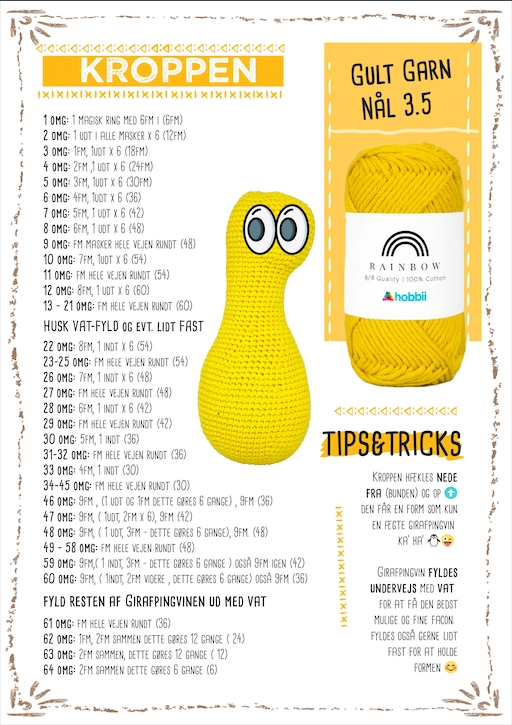 KROPPEN
1 OMG: 1 MAGISK RING MED 6FM I (6FM)
2 OMG: 1 UDT I ALLE MASKER X 6 (12FM)
3 OMG: 1FM, 1UDT X 6 (18FM)
4 OMG: 2FM ,1 UDT X 6 (24FM)
5 OMG: 3FM, 1UDT X 6 (30FM)
6 OMG: 4FM, 1UDT X 6 (36)
7 OMG: 5FM, 1 UDT X 6 (42)
8 OMG: 6FM, 1 UDT X 6 (48)
9 OMG: FM MASKER HELE VEJEN RUNDT (48)
10 OMG: 7FM, 1UDT X 6 (54)
11 OMG: FM HELE VEJEN RUNDT (54)
12 OMG: 8FM, 1 UDT X 6 (60)
13 - 21 OMG: FM HELE VEJEN RUNDT (60)
HUSK VAT-FYLD OG EVT. LIDT FAST
22 OMG: 8FM, 1 INDT X 6 (54)
23-25 OMG: FM HELE VEJEN RUNDT (54)
26 OMG: 7FM, 1 INDT X 6 (48)
27 OMG: FM HELE VEJEN RUNDT (48)
28 OMG: 6FM, 1 INDT X 6 (42)
29 OMG: FM HELE VEJEN RUNDT (42)
30 OMG: 5FM, 1 INDT (36)
31-32 OMG: FM HELE VEJEN RUNDT (36)
33 OMG: 4FM, 1 INDT (30)
34-45 OMG: FM HELE VEJEN RUNDT (30)
46 OMG: 9FM , (1 UDT OG 1FM DETTE GØRES 6 GANGE) , 9FM (36)
47 OMG: 9FM, ( 1UDT, 2FM X 6), 9FM (42)
48 OMG: 9FM, ( 1 UDT, 3FM - DETTE GØRES 6 GANGE), 9FM. (48)
49 - 58 OMG: FM HELE VEJEN RUNDT (48)
59 OMG: 9FM,( 1 INDT, 3FM - DETTE GØRES 6 GANGE ) OGSÅ 9FM IGEN (42)
60 OMG: 9FM, ( 1INDT, 2FM VIDERE , DETTE GØRES 6 GANGE) OGSÅ 9FM (36)
FYLD RESTEN AF GIRAFPINGVINEN UD MED VAT
61 OMG: FM HELE VEJEN RUNDT (36)
62 OMG: 1FM, 2FM SAMMEN DETTE GØRES 12 GANGE ( 24)
63 OMG: 2FM SAMMEN, DETTE GØRES 12 GANGE ( 12)
64 OMG: 2FM SAMMEN DETTE GØRES 6 GANGE (6)
GULT GARN
NÅL 3.5
RAINBOW
8/8 Quality | 100% Cotton
hobbii
TIPS&TRICKS
KROPPEN HÆKLES NEDE
FRA (BUNDEN) OG OP ⬆
DEN FÅR EN FORM SOM KUN
EN ÆGTE GIRAFPINGVIN
KA' HA' 🐧😜
GIRAFPINGVIN FYLDES
UNDERVEJS MED VAT
FOR AT FÅ DEN BEDST
MULIGE OG FINE FACON.
FYLDES OGSÅ GERNE LIDT
FAST FOR AT HOLDE
FORMEN 😊